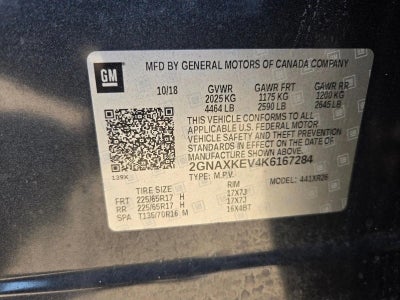 GM
MFD BY GENERAL MOTORS OF CANADA COMPANY
10/18 GVWR GAWR FRT GAWR RR
2025 KG 1175 KG 1200 KG
4464 LB 2590 LB 2645 LB
THIS VEHICLE CONFORMS TO ALL
APPLICABLE U.S. FEDERAL MOTOR
VEHICLE SAFETY, BUMPER, AND THEFT
PREVENTION STANDARDS IN EFFECT ON
THE DATE OF MANUFACTURE SHOWN ABOVE.
2GNAXKEV4K6167284
TYPE: M.P.V. MODEL: 441XR26
TIRE SIZE RIM
FRT 225/65R17 H 17X7J
RR 225/65R17 H 17X7J
SPA T135/70R16 M 16X4BT